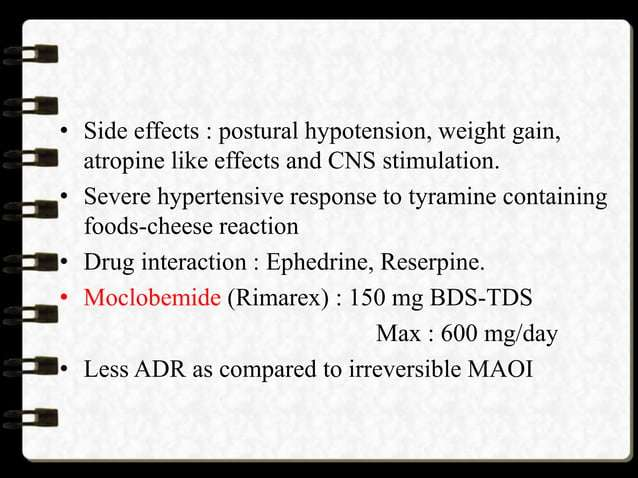 • Side effects : postural hypotension, weight gain,
atropine like effects and CNS stimulation.
• Severe hypertensive response to tyramine containing
foods-cheese reaction
• Drug interaction : Ephedrine, Reserpine.
• Moclobemide (Rimarex) : 150 mg BDS-TDS
Max : 600 mg/day
• Less ADR as compared to irreversible MAOI